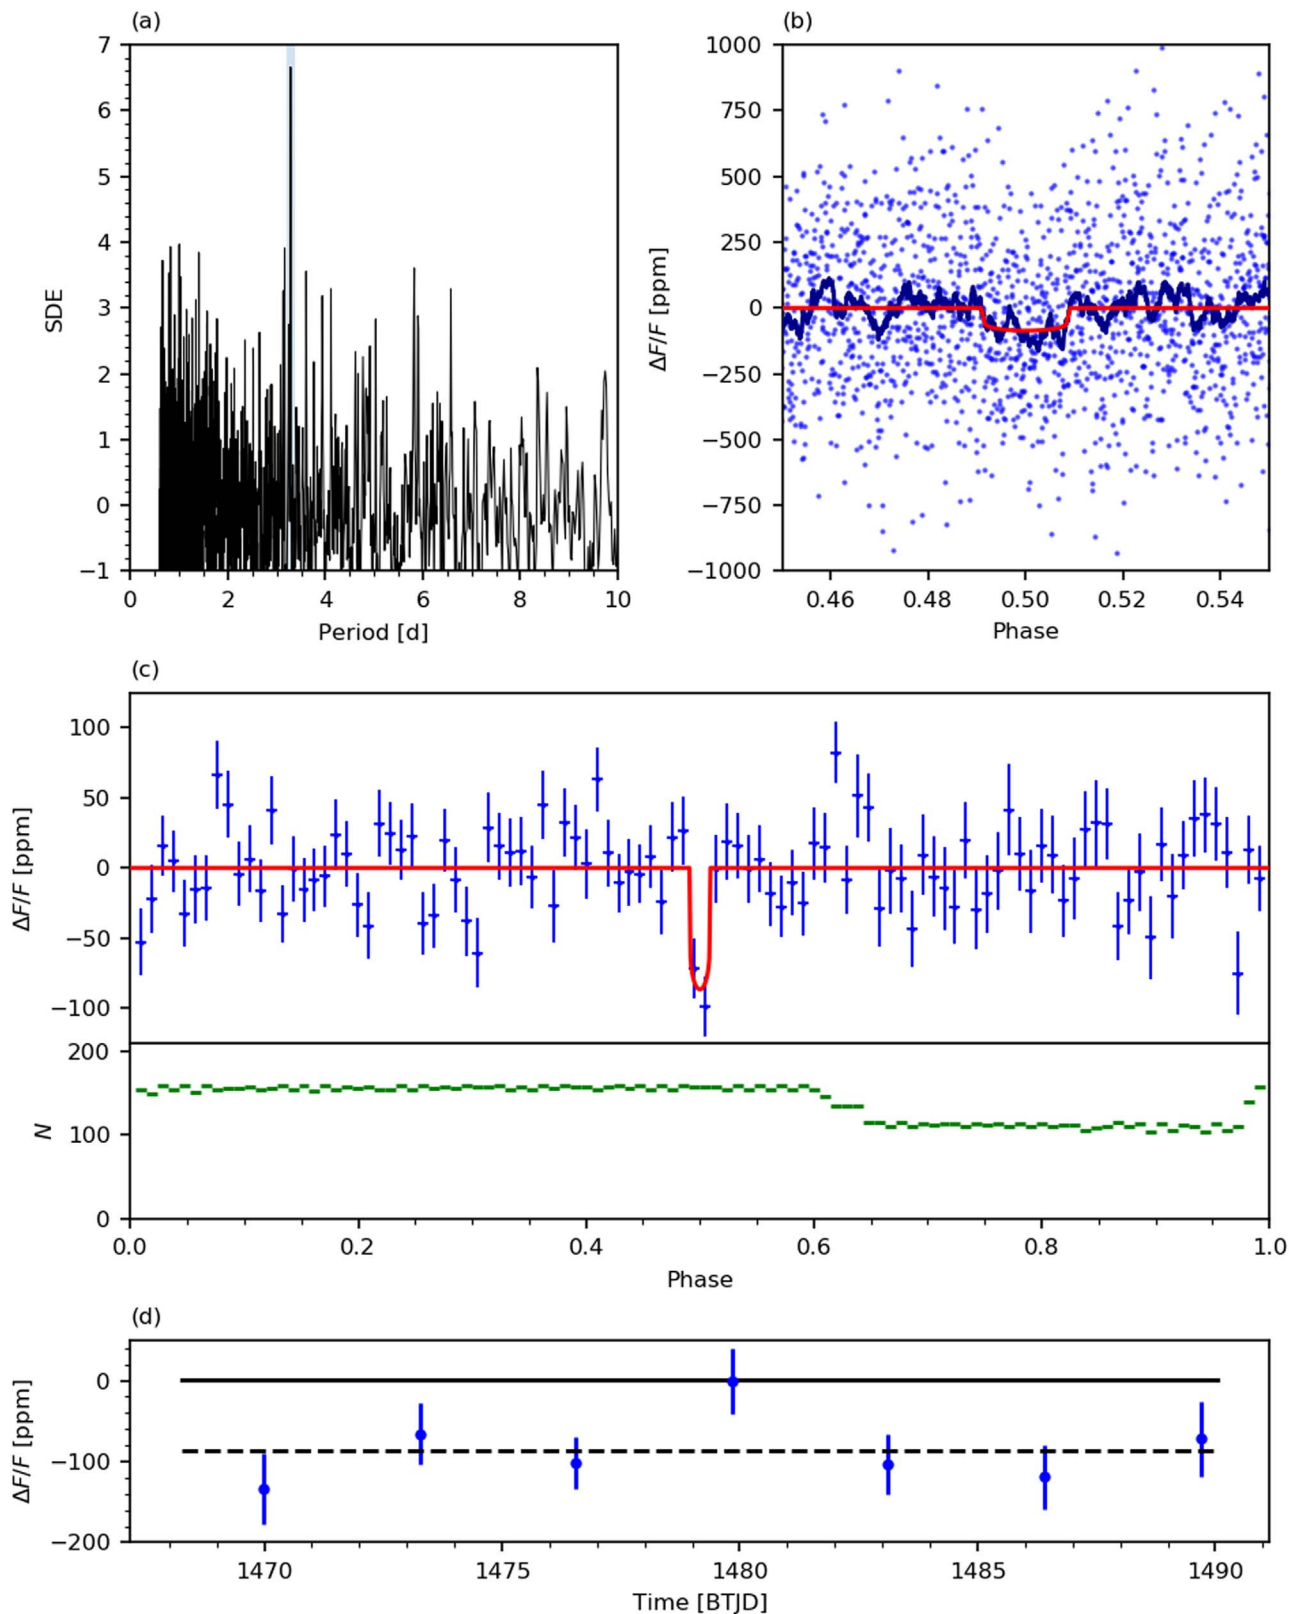 (a)
7
6
5
4
3
2
1
0
−1
SDE
0 2 4 6 8 10
Period [d]
(b)
1000
750
500
250
0
−250
−500
−750
−1000
ΔF/F [ppm]
0.46 0.48 0.50 0.52 0.54
Phase
(c)
100
50
0
−50
−100
ΔF/F [ppm]
200
100
0
N
0.0 0.2 0.4 0.6 0.8 1.0
Phase
(d)
0
−100
−200
ΔF/F [ppm]
1470 1475 1480 1485 1490
Time [BTJD]